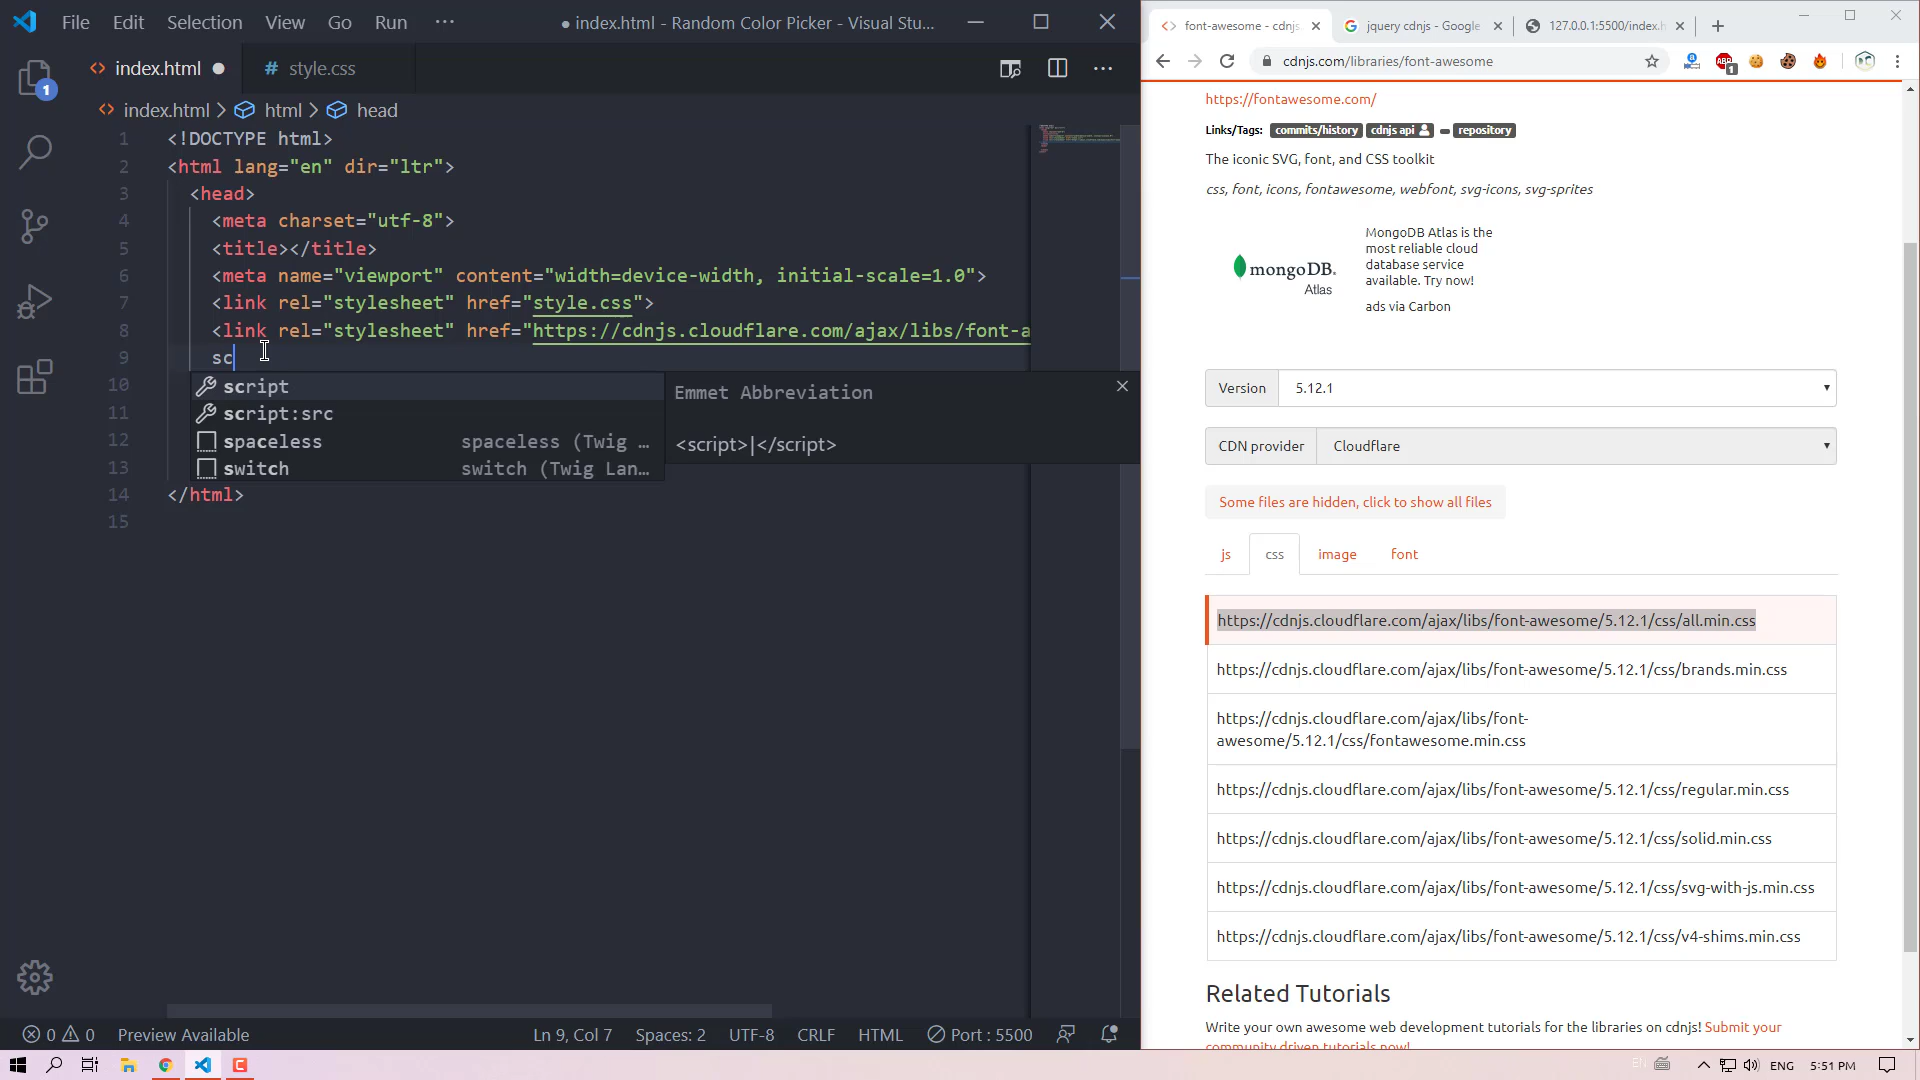 File Edit Selection View Go Run ···
● index.html - Random Color Picker - Visual Stu...
index.html ●
# style.css
index.html > html > head
1 <!DOCTYPE html>
2 <html lang="en" dir="ltr">
3 <head>
4 <meta charset="utf-8">
5 <title></title>
6 <meta name="viewport" content="width=device-width, initial-scale=1.0">
7 <link rel="stylesheet" href="style.css">
8 <link rel="stylesheet" href="https://cdnjs.cloudflare.com/ajax/libs/font-a
9 sc
10
11
12
13
14 </html>
15
script
script:src
spaceless spaceless (Twig ...
switch switch (Twig Lan...
Emmet Abbreviation
<script>|</script>
1
0 0 Preview Available Ln 9, Col 7 Spaces: 2 UTF-8 CRLF HTML Port : 5500
font-awesome - cdnjs
jquery cdnjs - Google
127.0.0.1:5500/index.h
cdnjs.com/libraries/font-awesome
ABP
1
https://fontawesome.com/
Links/Tags: commits/history cdnjs api repository
The iconic SVG, font, and CSS toolkit
css, font, icons, fontawesome, webfont, svg-icons, svg-sprites
mongoDB.
Atlas
MongoDB Atlas is the
most reliable cloud
database service
available. Try now!
ads via Carbon
Version 5.12.1
CDN provider Cloudflare
Some files are hidden, click to show all files
js css image font
https://cdnjs.cloudflare.com/ajax/libs/font-awesome/5.12.1/css/all.min.css
https://cdnjs.cloudflare.com/ajax/libs/font-awesome/5.12.1/css/brands.min.css
https://cdnjs.cloudflare.com/ajax/libs/font-
awesome/5.12.1/css/fontawesome.min.css
https://cdnjs.cloudflare.com/ajax/libs/font-awesome/5.12.1/css/regular.min.css
https://cdnjs.cloudflare.com/ajax/libs/font-awesome/5.12.1/css/solid.min.css
https://cdnjs.cloudflare.com/ajax/libs/font-awesome/5.12.1/css/svg-with-js.min.css
https://cdnjs.cloudflare.com/ajax/libs/font-awesome/5.12.1/css/v4-shims.min.css
Related Tutorials
Write your own awesome web development tutorials for the libraries on cdnjs! Submit your
community driven tutorials now!
EN ENG 5:51 PM